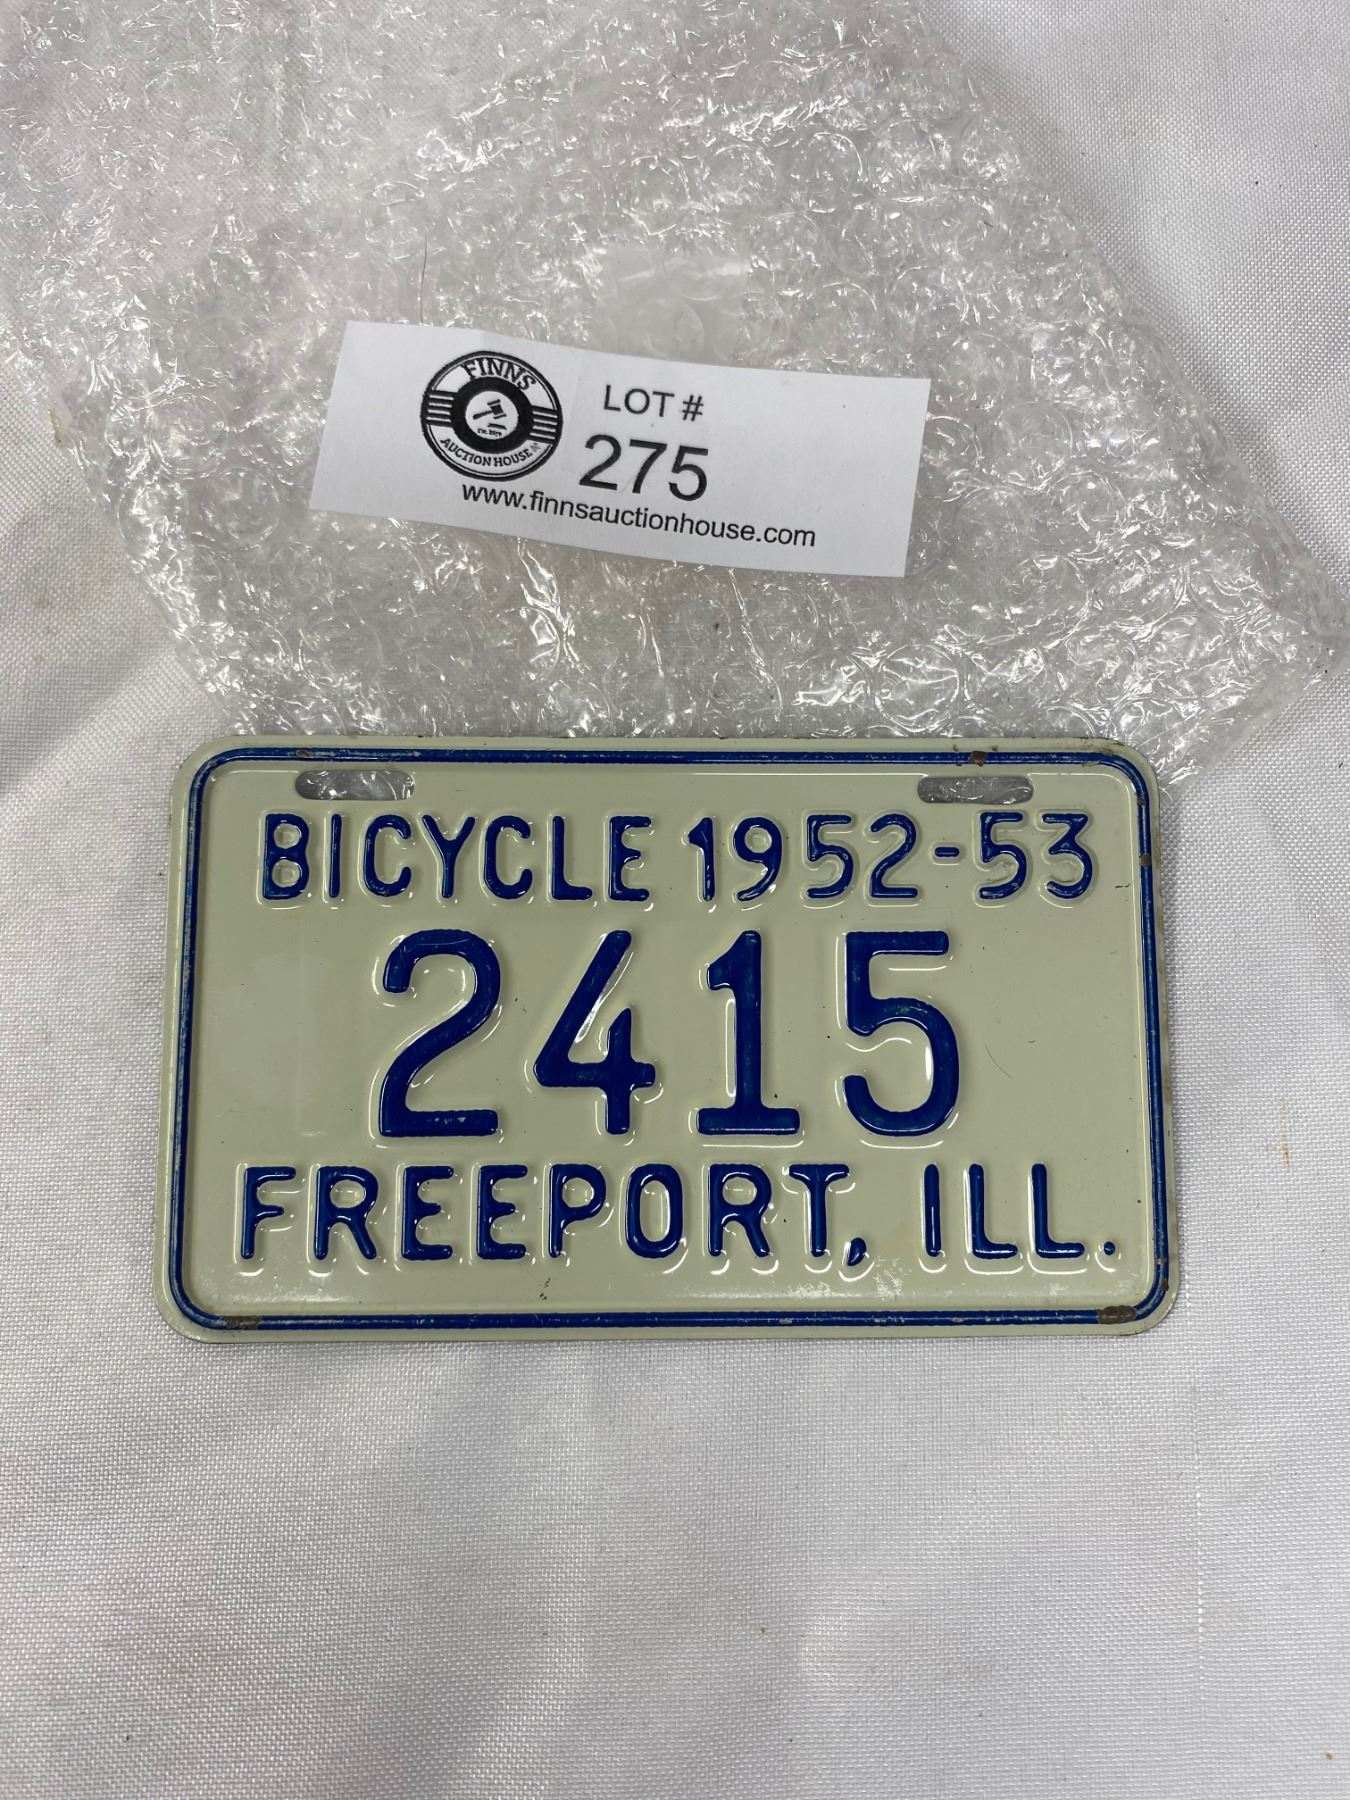 FINNS
AUCTION HOUSE
LOT #
275
www.finnsauctionhouse.com
BICYCLE 1952-53
2415
FREEPORT, ILL.